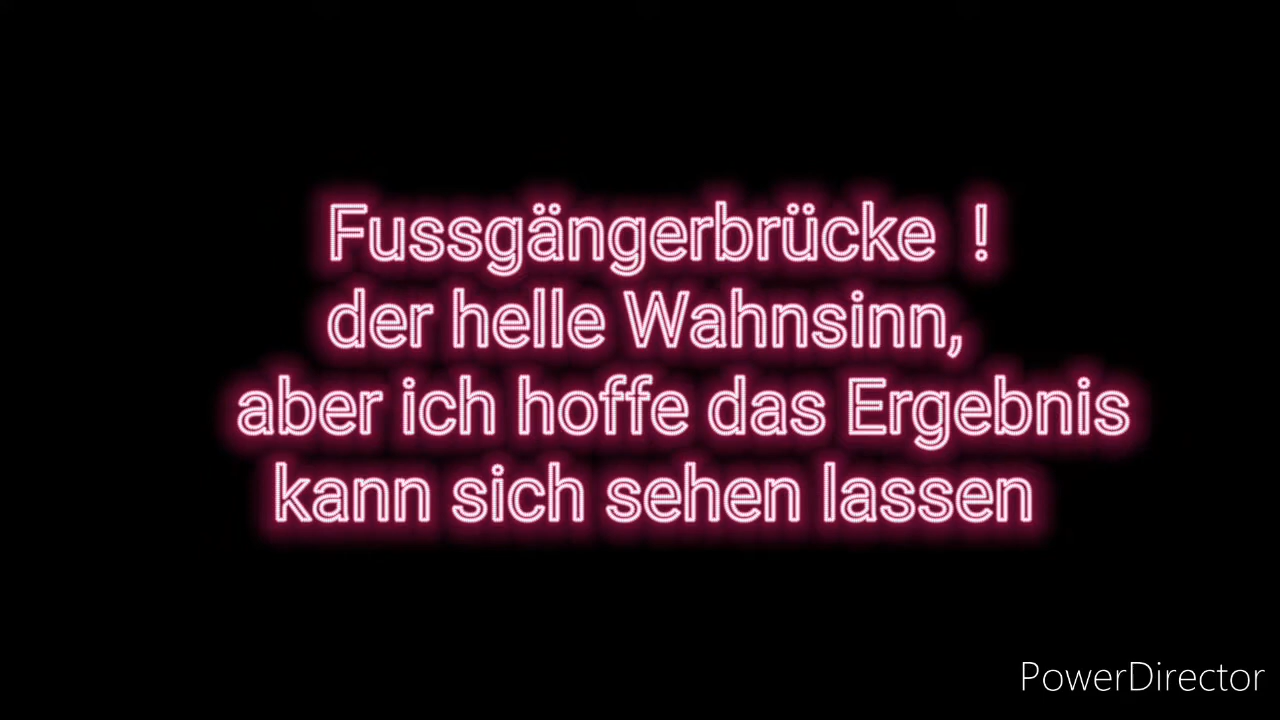 Fussgängerbrücke !
der helle Wahnsinn,
aber ich hoffe das Ergebnis
kann sich sehen lassen
PowerDirector